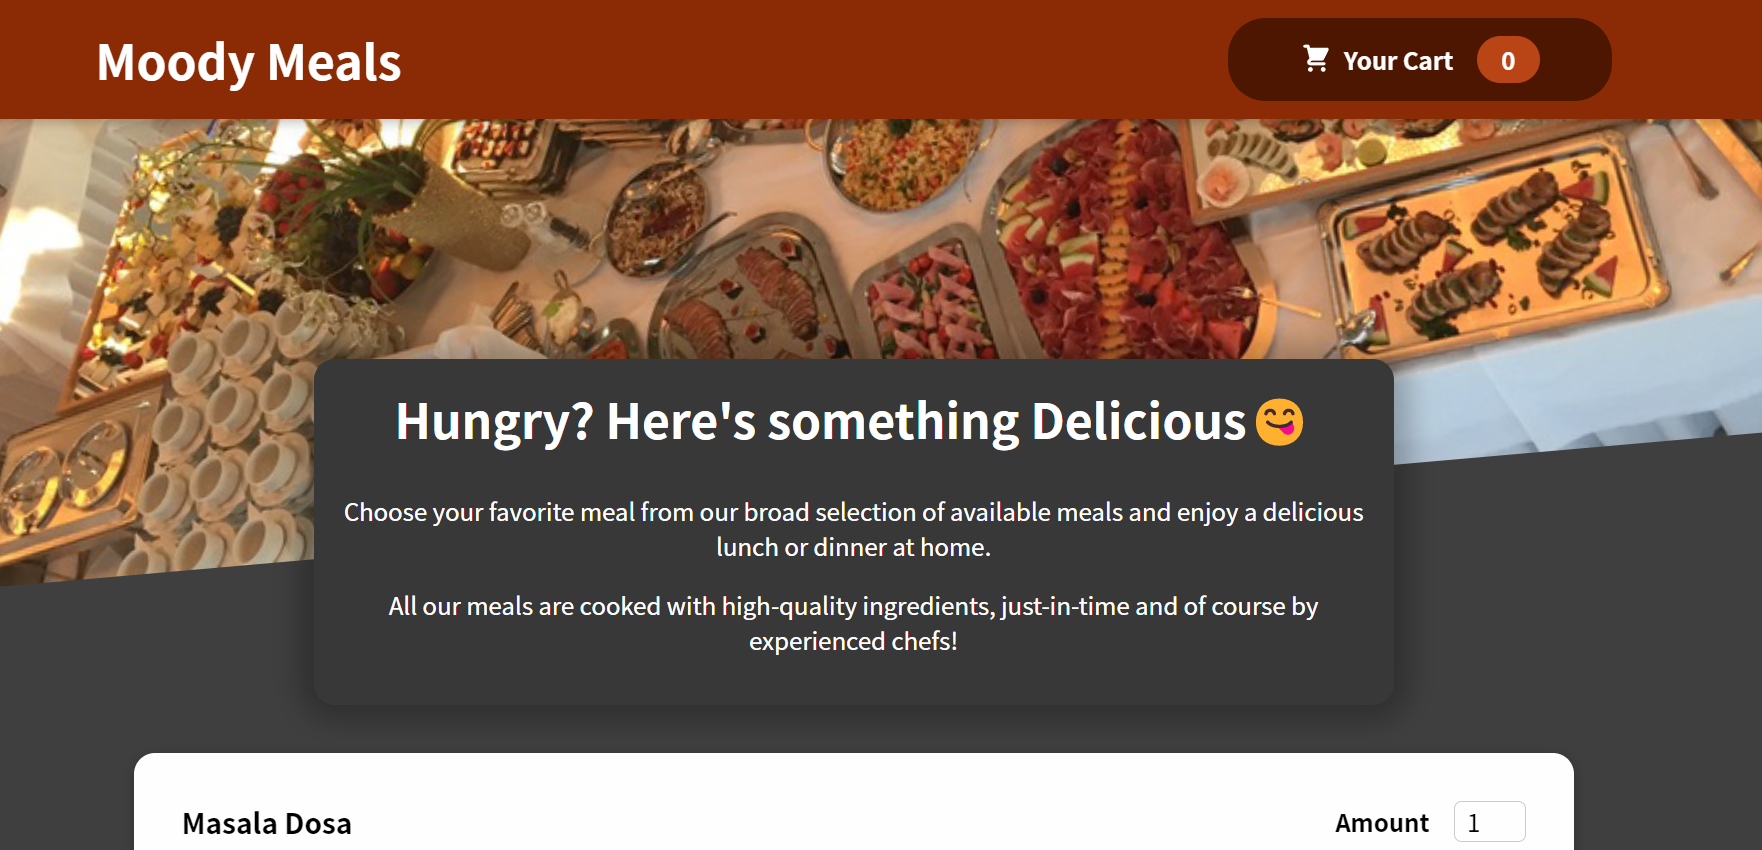 Moody Meals
Your Cart 0
Hungry? Here's something Delicious😋
Choose your favorite meal from our broad selection of available meals and enjoy a delicious
lunch or dinner at home.
All our meals are cooked with high-quality ingredients, just-in-time and of course by
experienced chefs!
Masala Dosa
Amount 1